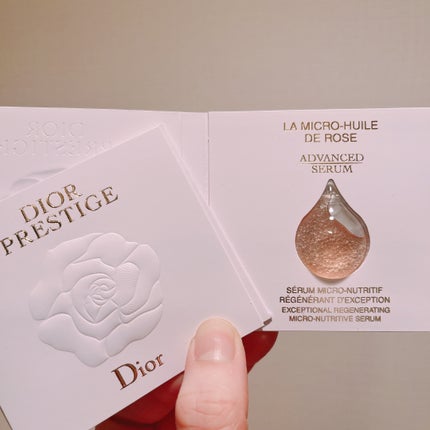 DIOR
PRESTIGE
Dior
LA MICRO-HUILE
DE ROSE
ADVANCED
SERUM
SÉRUM MICRO-NUTRITIF
RÉGÉNÉRANT D'EXCEPTION
EXCEPTIONAL REGENERATING
MICRO-NUTRITIVE SERUM
DIOR
PRESTIGE